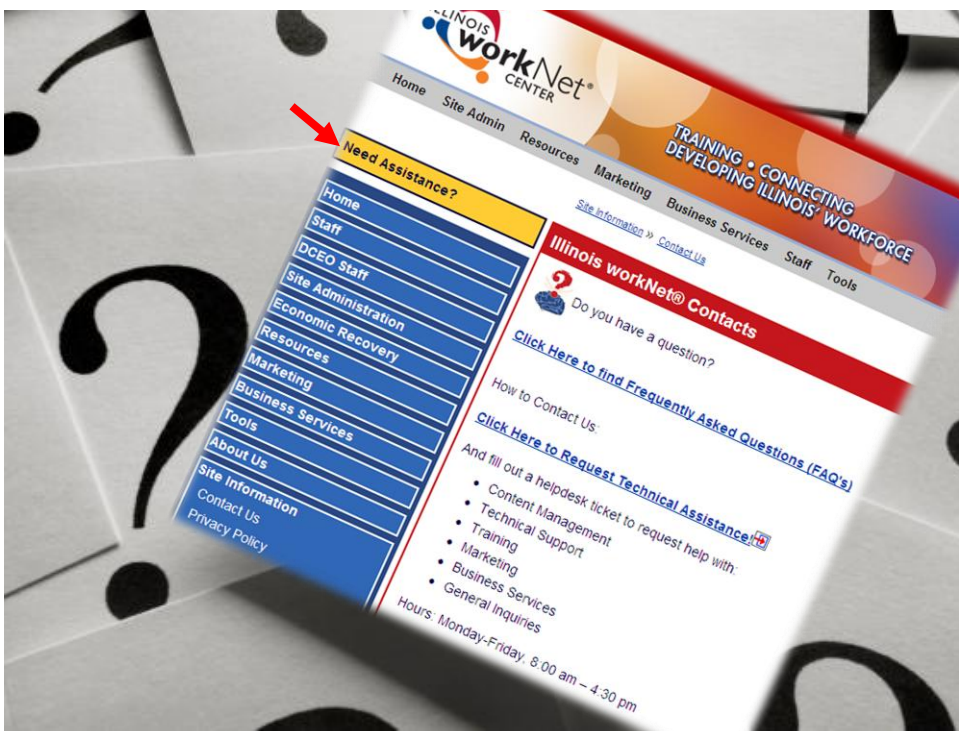 ILLINOIS
workNet®
CENTER
TRAINING • CONNECTING
DEVELOPING ILLINOIS' WORKFORCE
Home Site Admin Resources Marketing Business Services Staff Tools
Need Assistance?
Home
Staff
DCEO Staff
Site Administration
Economic Recovery
Resources
Marketing
Business Services
Tools
About Us
Site Information
Contact Us
Privacy Policy
Site Information » Contact Us
Illinois workNet® Contacts
Do you have a question?
Click Here to find Frequently Asked Questions (FAQ's)
How to Contact Us:
Click Here to Request Technical Assistance!
And fill out a helpdesk ticket to request help with:
• Content Management
• Technical Support
• Training
• Marketing
• Business Services
• General Inquiries
Hours: Monday-Friday, 8:00 am – 4:30 pm
?
?